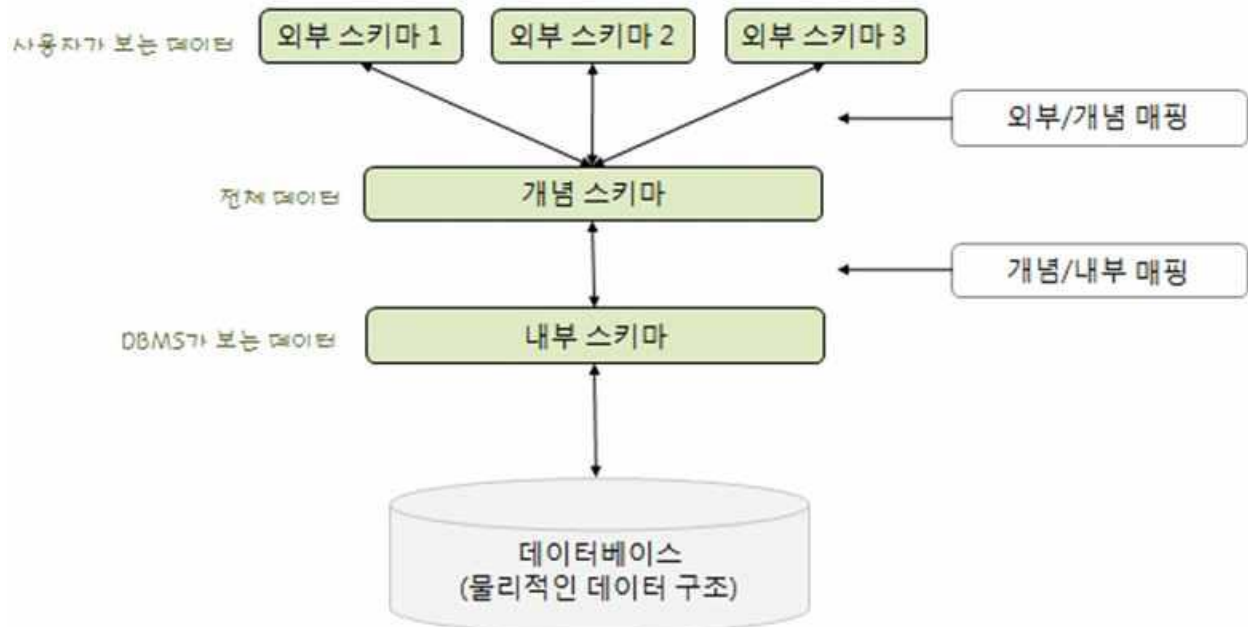 사용자가 보는 데이터
외부 스키마 1
외부 스키마 2
외부 스키마 3
외부/개념 매핑
전체 데이터
개념 스키마
개념/내부 매핑
DBMS가 보는 데이터
내부 스키마
데이터베이스
(물리적인 데이터 구조)